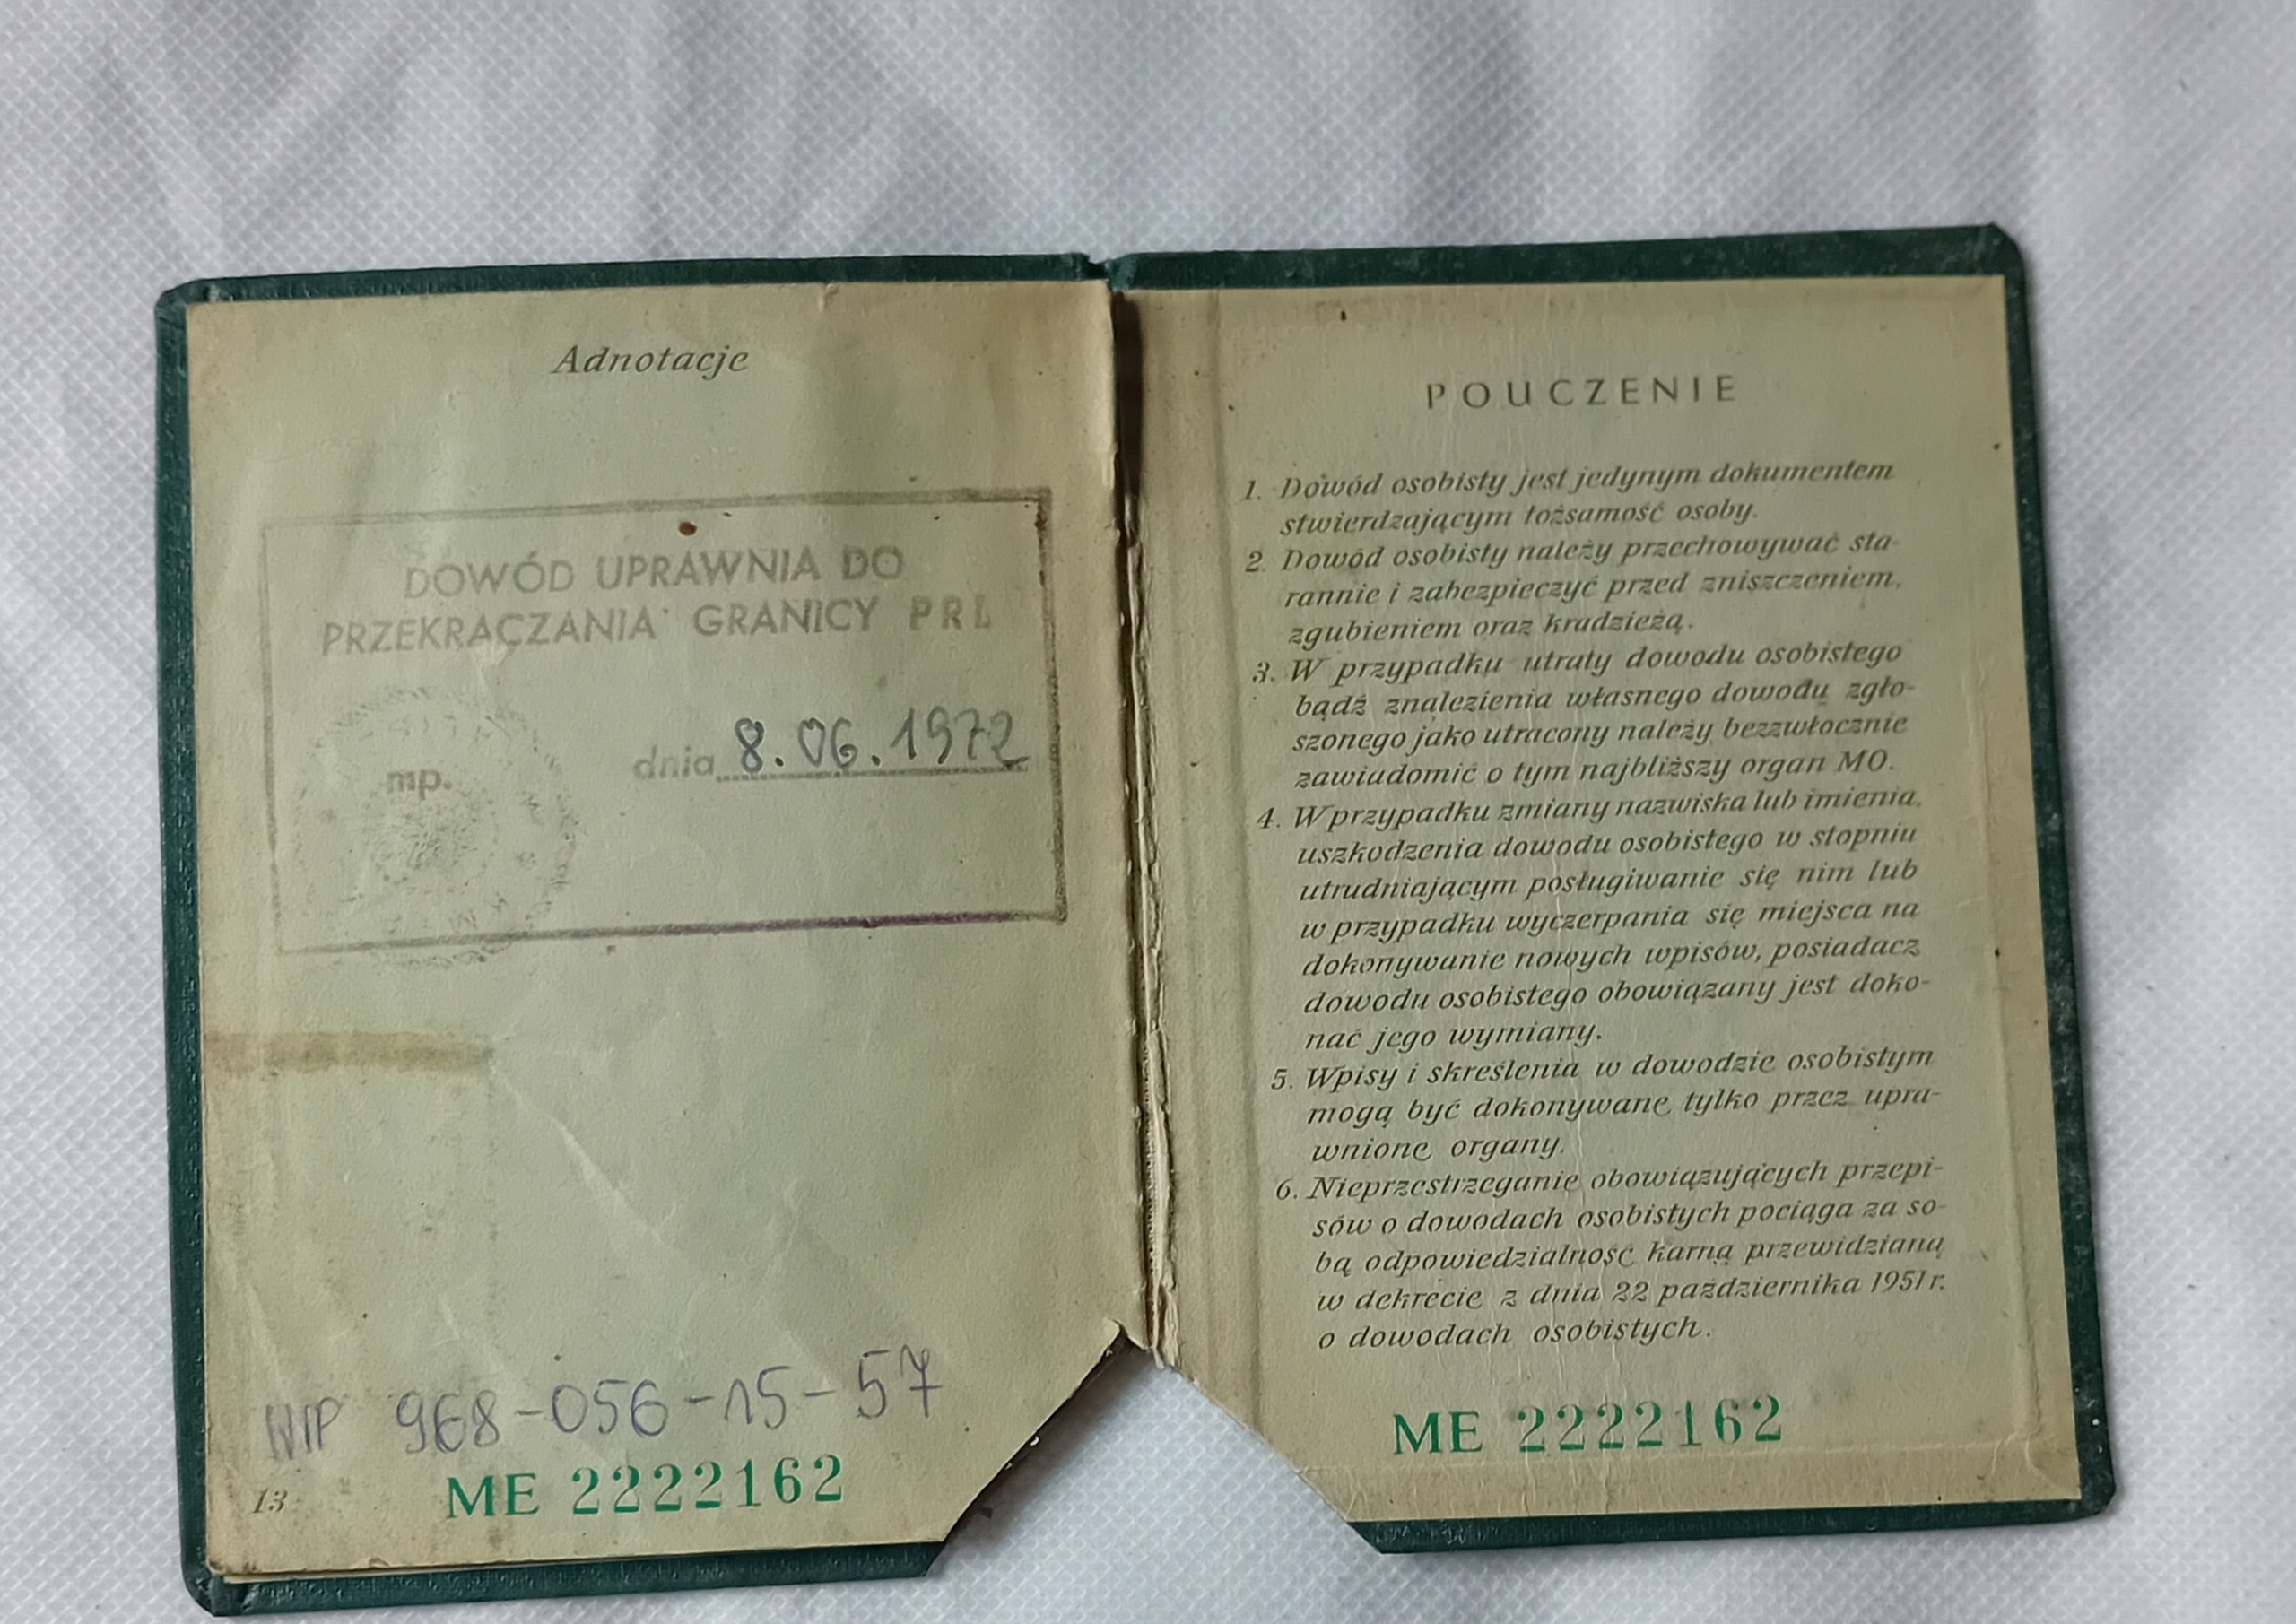 Adnotacje
DOWÓD UPRAWNIA DO
PRZEKRACZANIA GRANICY PRL
mp.
dnia 8.06.1972
NIP 968-056-15-57
13
ME 2222162
POUCZENIE
1. Dowód osobisty jest jedynym dokumentem
stwierdzającym tożsamość osoby.
2. Dowód osobisty należy przechowywać sta-
rannie i zabezpieczyć przed zniszczeniem,
zgubieniem oraz kradzieżą.
3. W przypadku utraty dowodu osobistego
bądź znalezienia własnego dowodu zgło-
szonego jako utracony należy bezzwłocznie
zawiadomić o tym najbliższy organ MO.
4. W przypadku zmiany nazwiska lub imienia,
uszkodzenia dowodu osobistego w stopniu
utrudniającym posługiwanie się nim lub
w przypadku wyczerpania się miejsca na
dokonywanie nowych wpisów, posiadacz
dowodu osobistego obowiązany jest doko-
nać jego wymiany.
5. Wpisy i skreślenia w dowodzie osobistym
mogą być dokonywane tylko przez upra-
wnione organy.
6. Nieprzestrzeganie obowiązujących przepi-
sów o dowodach osobistych pociąga za so-
bą odpowiedzialność karną przewidzianą
w dekrecie z dnia 22 października 1951 r.
o dowodach osobistych.
ME 2222162